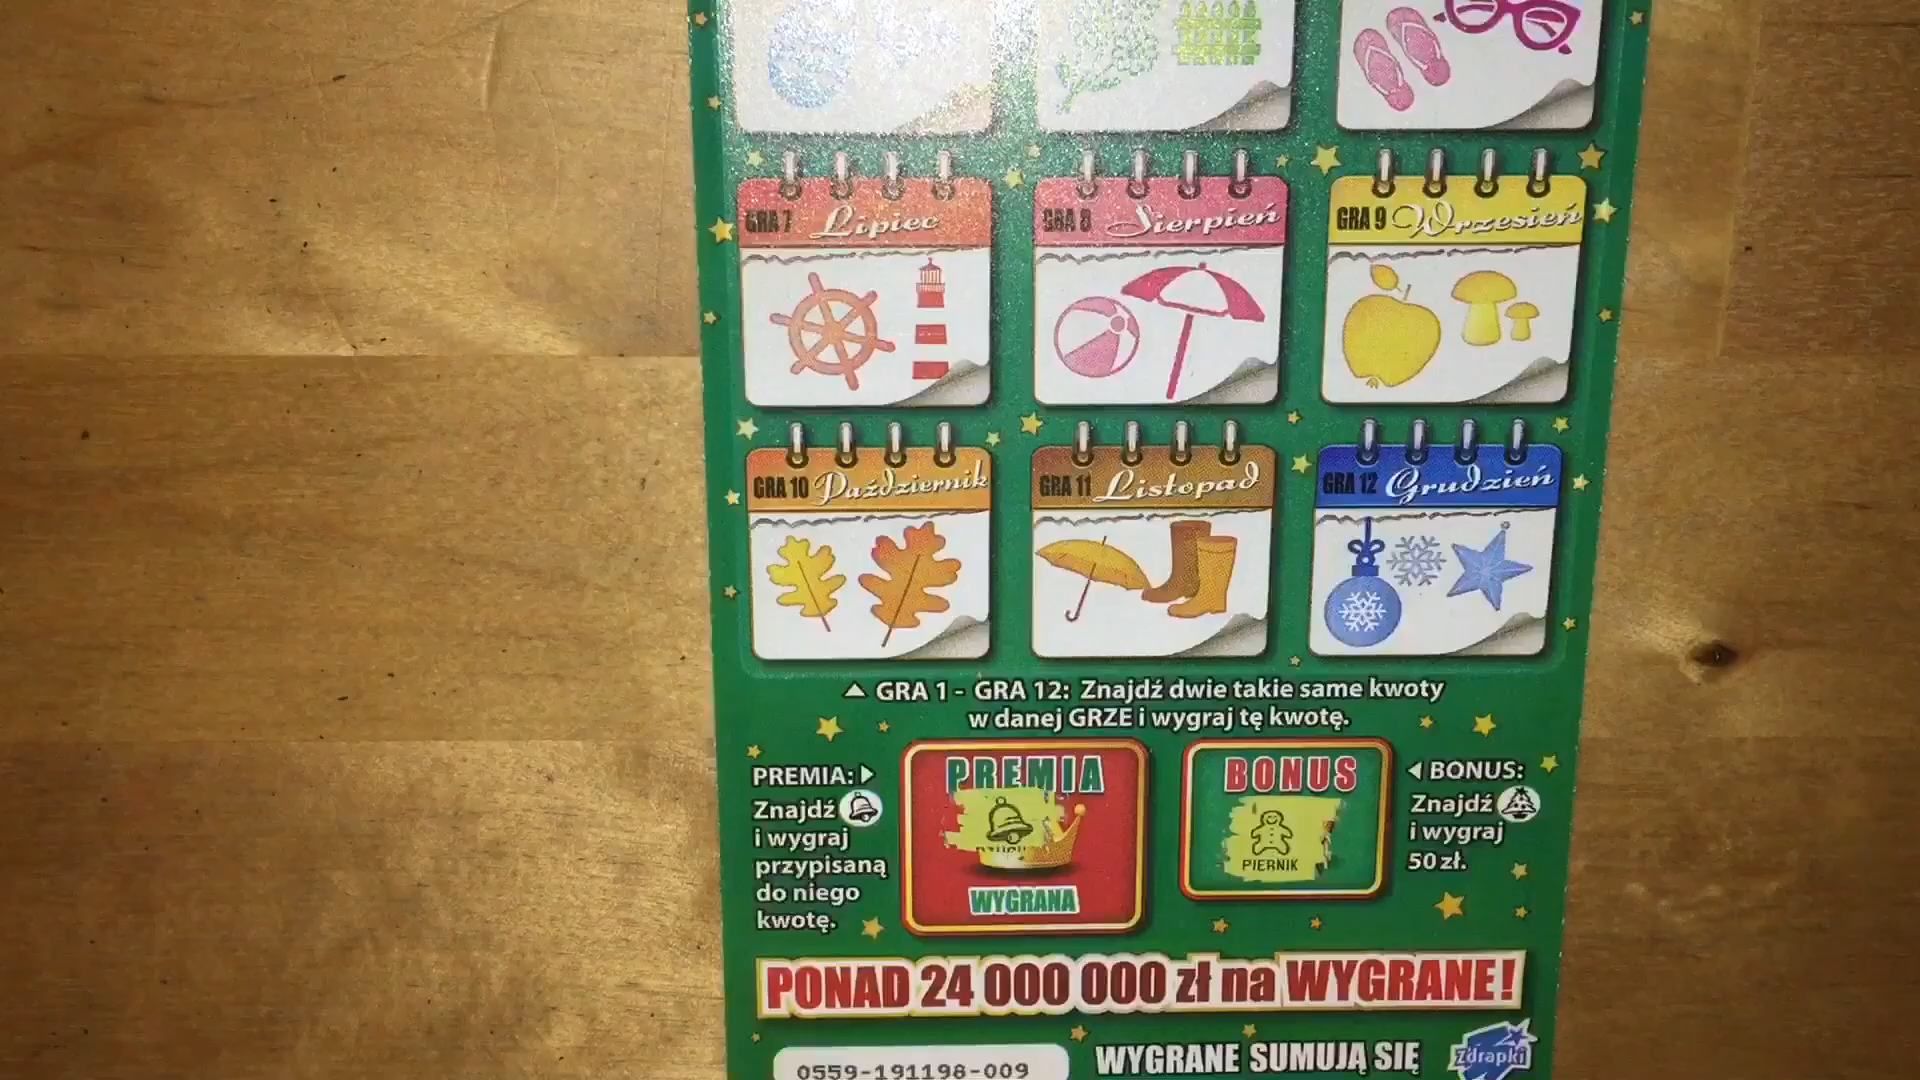 GRA 7 Lipiec
GRA 8 Sierpień
GRA 9 Wrzesień
GRA 10 Październik
GRA 11 Listopad
GRA 12 Grudzień
GRA 1 - GRA 12: Znajdź dwie takie same kwoty
w danej GRZE i wygraj tę kwotę.
PREMIA:
Znajdź
i wygraj
przypisaną
do niego
kwotę.
PREMIA
WYGRANA
BONUS
PIERNIK
BONUS:
Znajdź
i wygraj
50 zł.
PONAD 24 000 000 zł na WYGRANE!
0559-191198-009
WYGRANE SUMUJĄ SIĘ
Zdrapki